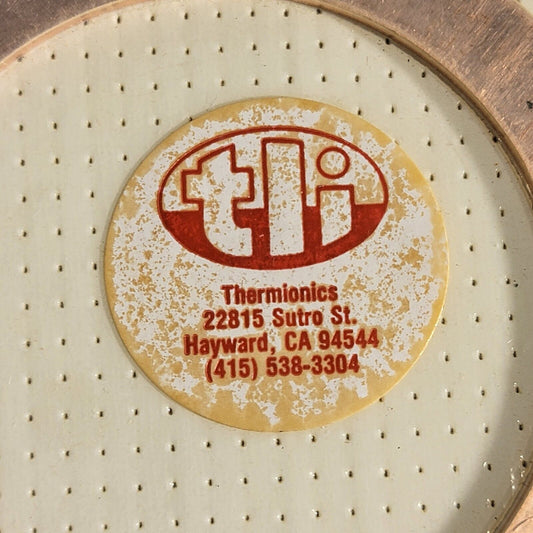 tli
Thermionics
22815 Sutro St.
Hayward, CA 94544
(415) 538-3304